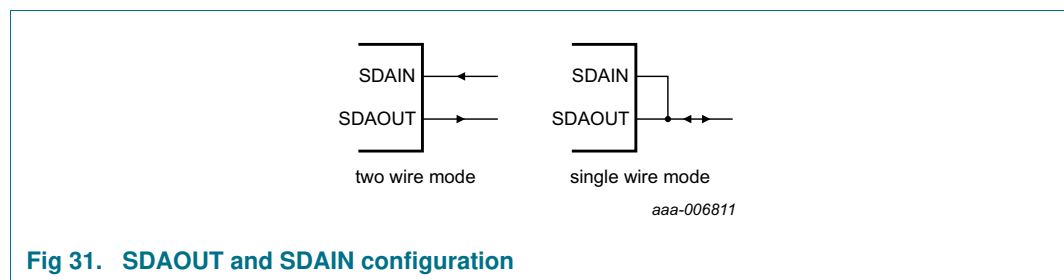 SDAIN
SDAOUT
two wire mode
SDAIN
SDAOUT
single wire mode
aaa-006811
Fig 31. SDAOUT and SDAIN configuration